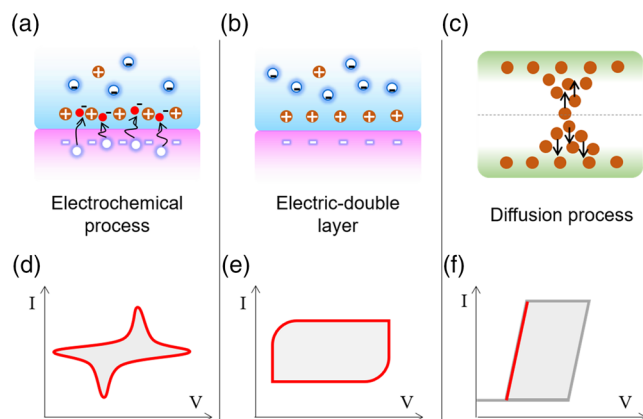 (a)
(b)
(c)
Electrochemical
process
Electric-double
layer
Diffusion process
(d)
(e)
(f)
I
V
I
V
I
V